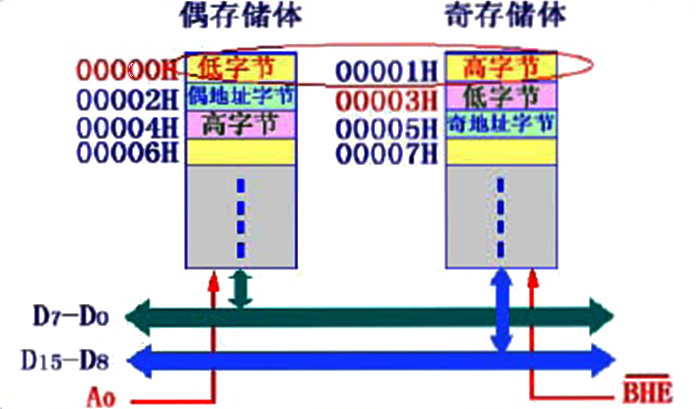 偶存储体 奇存储体
00000H 低字节 00001H 高字节
00002H 偶地址字节 00003H 低字节
00004H 高字节 00005H 奇地址字节
00006H 00007H
D7-D0
D15-D8
A0 BHE